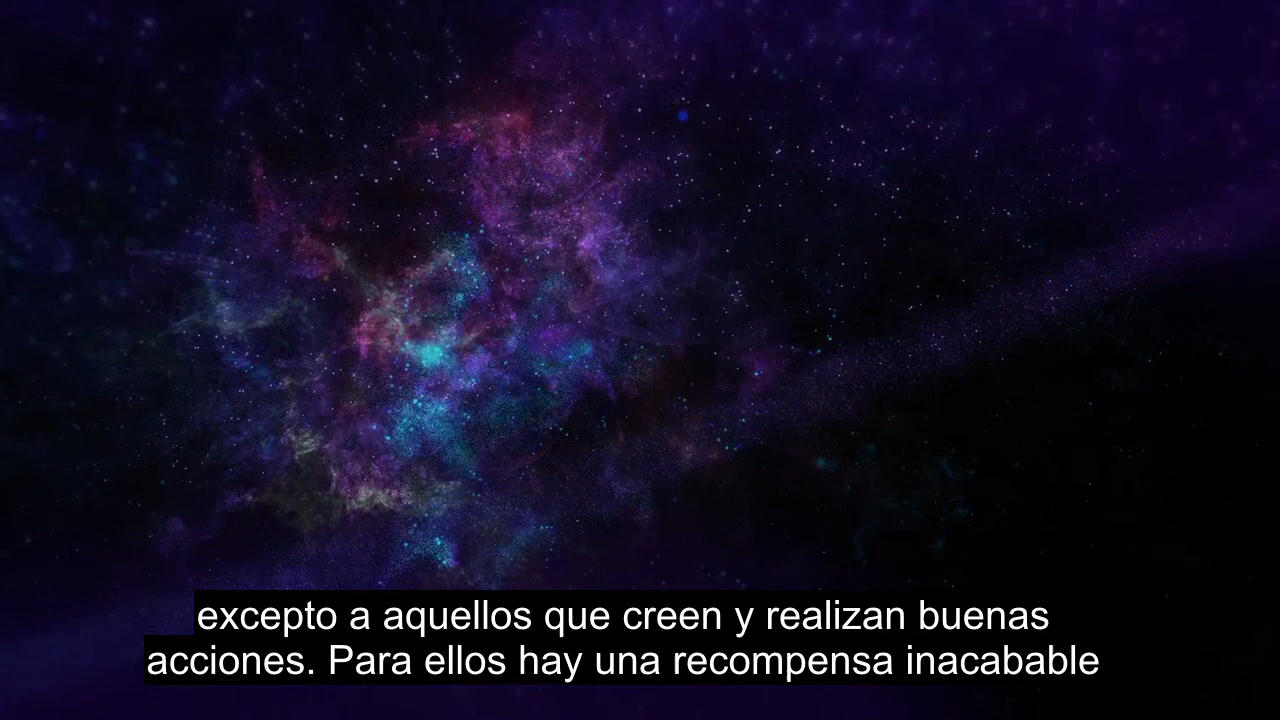 excepto a aquellos que creen y realizan buenas
acciones. Para ellos hay una recompensa inacabable